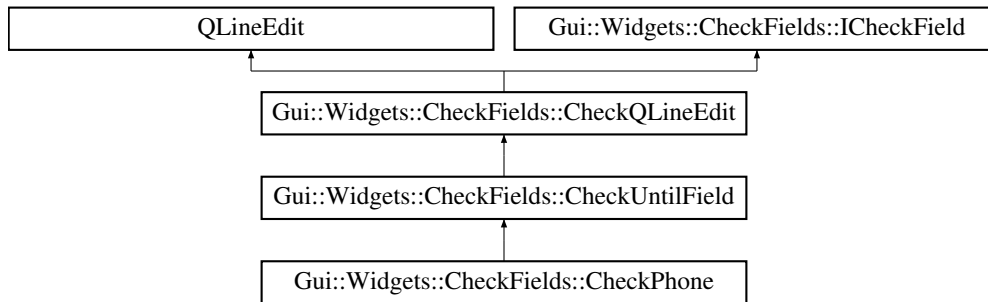 QLineEdit
Gui::Widgets::CheckFields::ICheckField
Gui::Widgets::CheckFields::CheckQLineEdit
Gui::Widgets::CheckFields::CheckUntilField
Gui::Widgets::CheckFields::CheckPhone